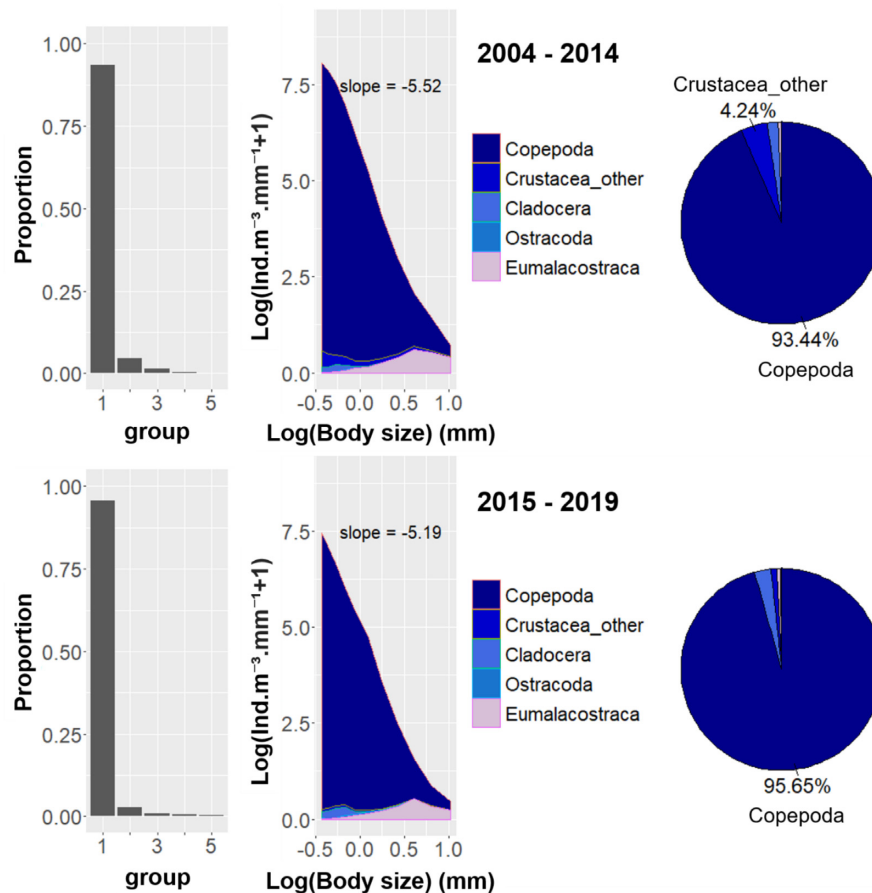 2004 - 2014
Proportion
1.00
0.75
0.50
0.25
0.00
1
3
5
group
Log(Ind.m⁻³.mm⁻¹+1)
7.5
5.0
2.5
0.0
slope = -5.52
-0.5
0.0
0.5
1.0
Log(Body size) (mm)
Copepoda
Crustacea_other
Cladocera
Ostracoda
Eumalacostraca
Crustacea_other
4.24%
93.44%
Copepoda
2015 - 2019
Proportion
1.00
0.75
0.50
0.25
0.00
1
3
5
group
Log(Ind.m⁻³.mm⁻¹+1)
7.5
5.0
2.5
0.0
slope = -5.19
-0.5
0.0
0.5
1.0
Log(Body size) (mm)
Copepoda
Crustacea_other
Cladocera
Ostracoda
Eumalacostraca
95.65%
Copepoda